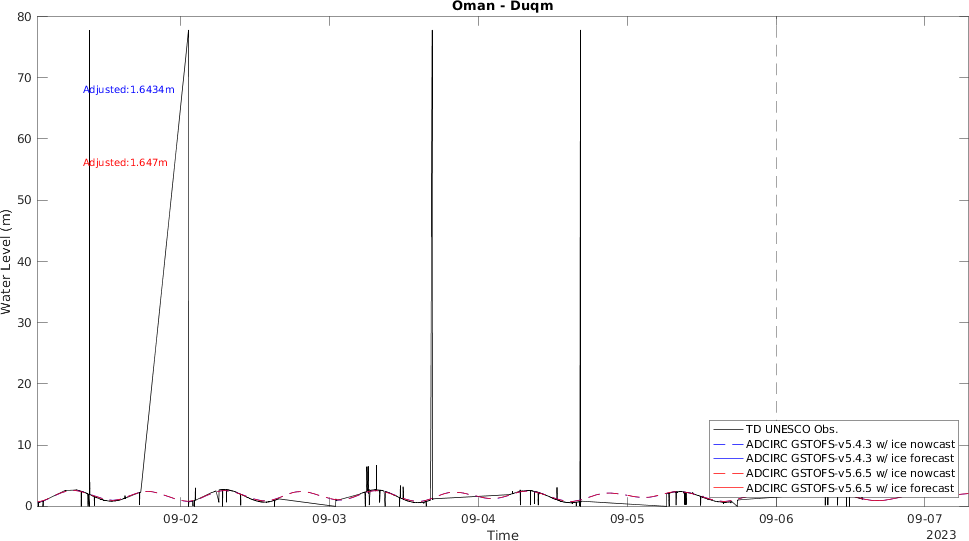 Oman - Duqm
80
70
60
50
40
30
20
10
0
Water Level (m)
Adjusted:1.6434m
Adjusted:1.647m
TD UNESCO Obs.
ADCIRC GSTOFS-v5.4.3 w/ ice nowcast
ADCIRC GSTOFS-v5.4.3 w/ ice forecast
ADCIRC GSTOFS-v5.6.5 w/ ice nowcast
ADCIRC GSTOFS-v5.6.5 w/ ice forecast
09-02 09-03 09-04 09-05 09-06 09-07
Time
2023